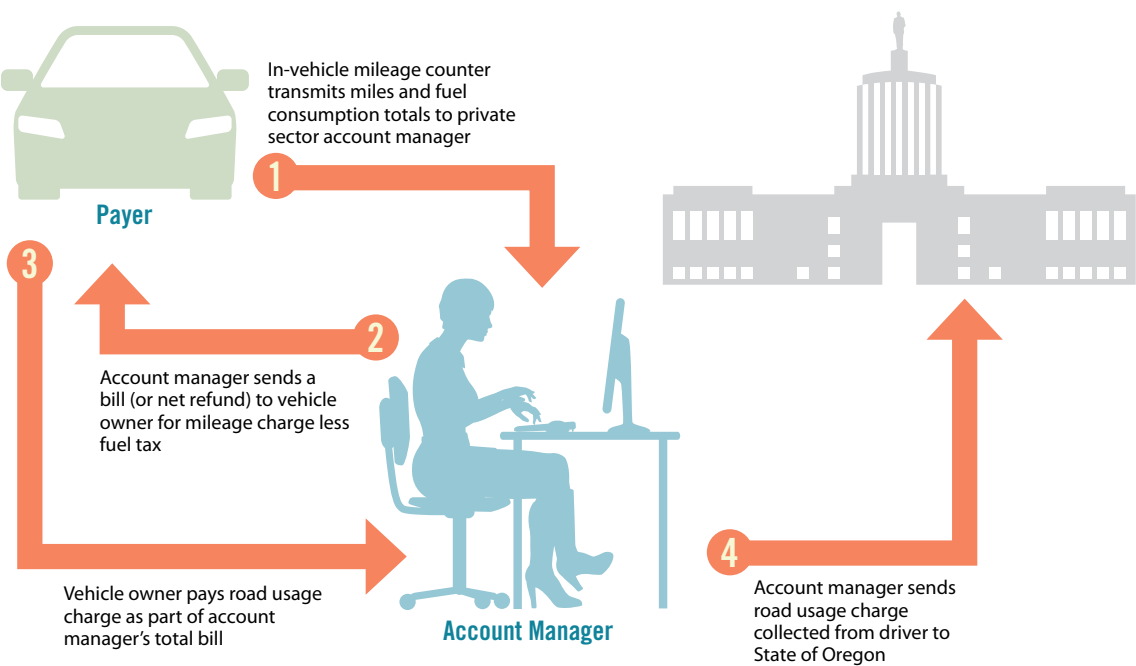 In-vehicle mileage counter
transmits miles and fuel
consumption totals to private
sector account manager
1
Payer
3
2
Account manager sends a
bill (or net refund) to vehicle
owner for mileage charge less
fuel tax
Vehicle owner pays road usage
charge as part of account
manager’s total bill
Account Manager
4
Account manager sends
road usage charge
collected from driver to
State of Oregon